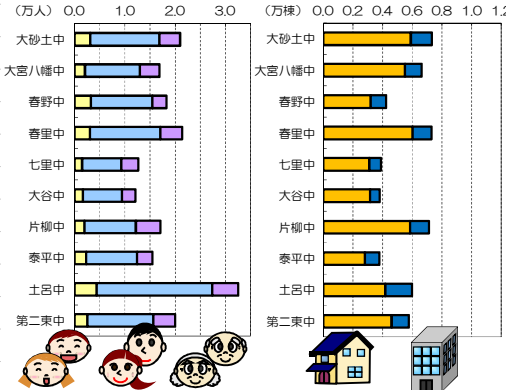 (万人) 0.0 1.0 2.0 3.0
大砂土中
大宮八幡中
春野中
春里中
七里中
大谷中
片柳中
泰平中
土呂中
第二東中
(万棟) 0.0 0.2 0.4 0.6 0.8 1.0 1.2
大砂土中
大宮八幡中
春野中
春里中
七里中
大谷中
片柳中
泰平中
土呂中
第二東中